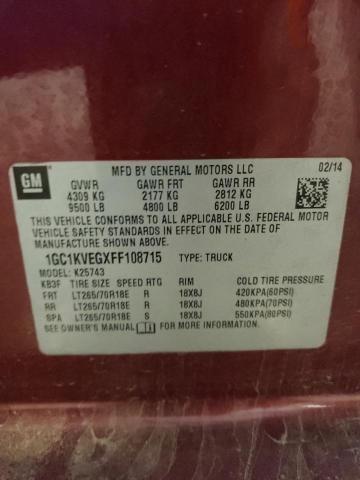 GM
MFD BY GENERAL MOTORS LLC 02/14
GVWR GAWR FRT GAWR RR
4309 KG 2177 KG 2812 KG
9500 LB 4800 LB 6200 LB
THIS VEHICLE CONFORMS TO ALL APPLICABLE U.S. FEDERAL MOTOR
VEHICLE SAFETY STANDARDS IN EFFECT ON THE DATE OF
MANUFACTURE SHOWN ABOVE.
1GC1KVEGXFF108715 TYPE: TRUCK
MODEL: K25743
KB3F TIRE SIZE SPEED RTG RIM COLD TIRE PRESSURE
FRT LT265/70R18E R 18X8J 420KPA(60PSI)
RR LT265/70R18E R 18X8J 480KPA(70PSI)
SPA LT265/70R18E S 18X8J 550KPA(80PSI)
SEE OWNER'S MANUAL FOR MORE INFORMATION.